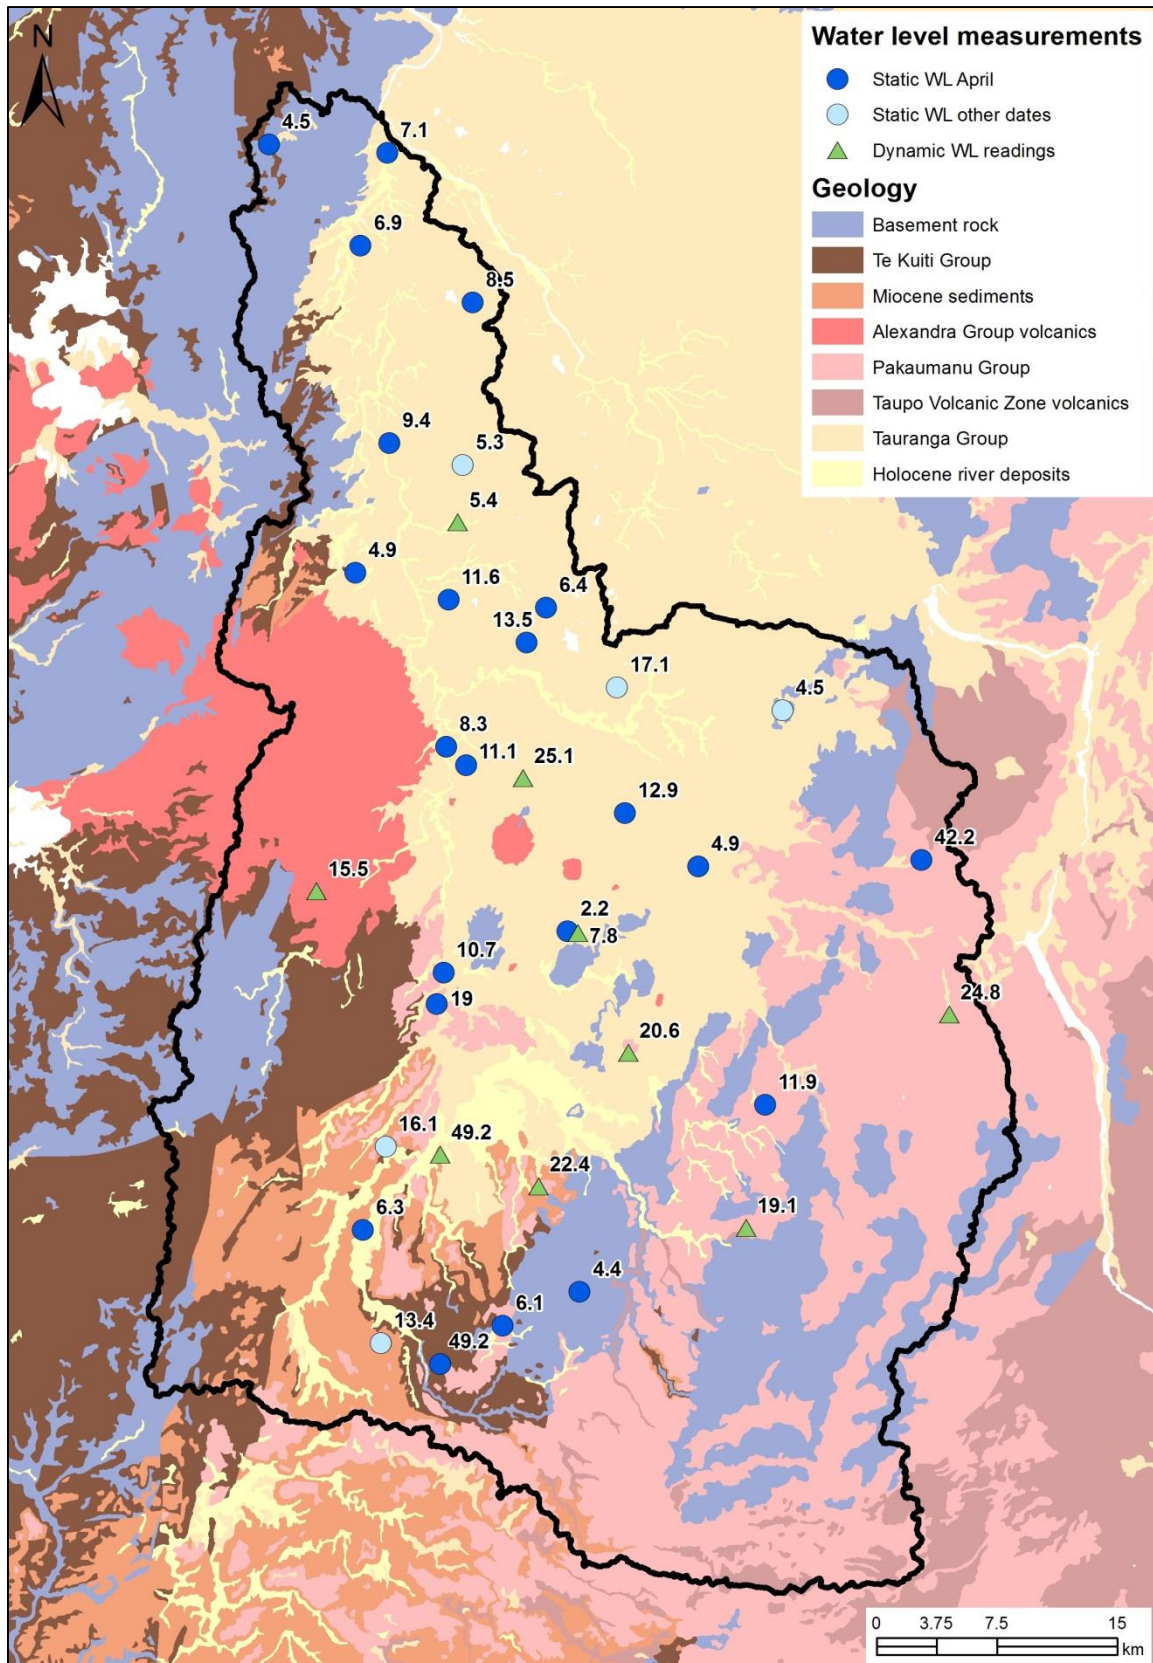 N
Water level measurements
Static WL April
Static WL other dates
Dynamic WL readings
Geology
Basement rock
Te Kuiti Group
Miocene sediments
Alexandra Group volcanics
Pakaumanu Group
Taupo Volcanic Zone volcanics
Tauranga Group
Holocene river deposits
4.5
7.1
6.9
8.5
9.4
5.3
5.4
4.9
11.6
6.4
13.5
17.1
4.5
8.3
11.1
25.1
12.9
4.9
42.2
15.5
2.2
7.8
10.7
19
24.8
20.6
11.9
16.1
49.2
22.4
6.3
19.1
4.4
6.1
13.4
49.2
0 3.75 7.5 15
km